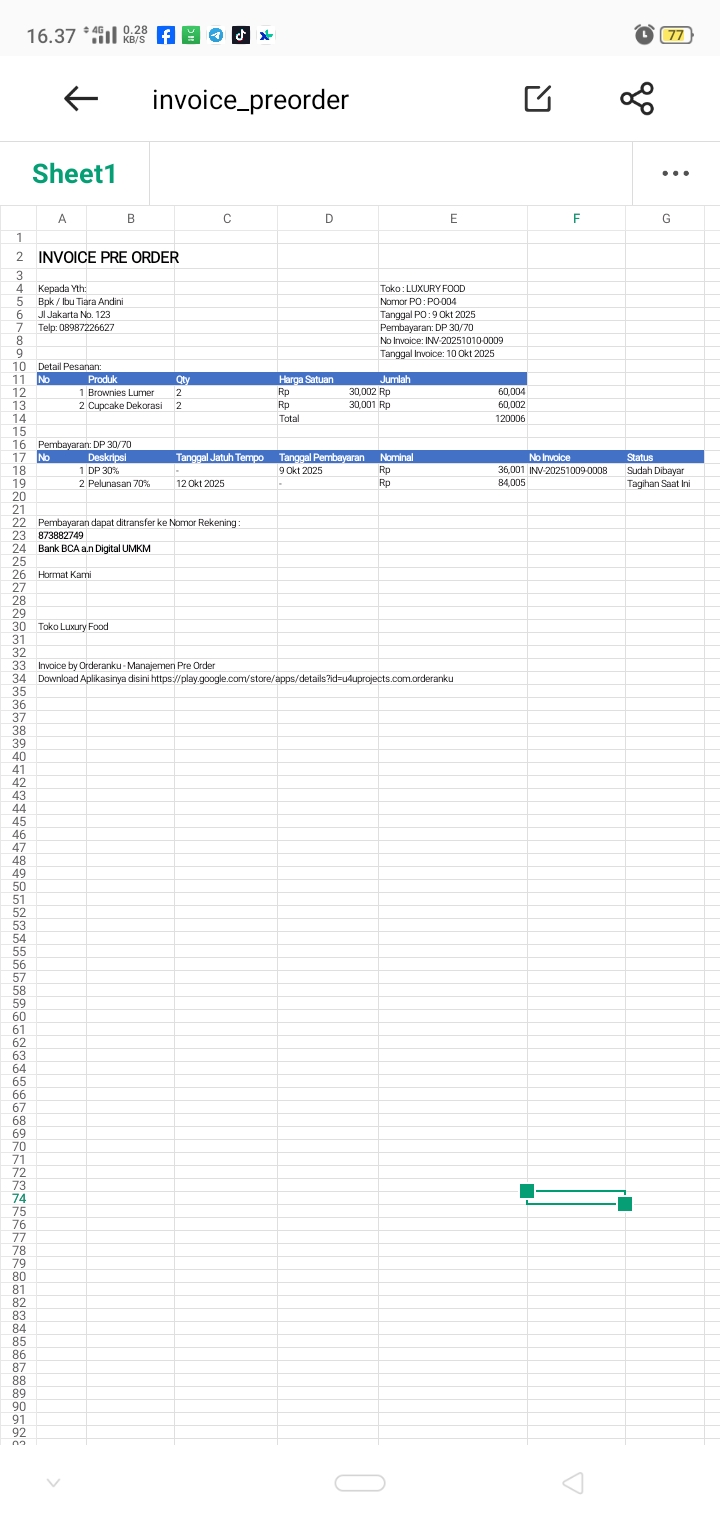 16.37 4G 0.28 KB/S 77
invoice_preorder
Sheet1
A B C D E F G
1
2 INVOICE PRE ORDER
3
4 Kepada Yth: Toko : LUXURY FOOD
5 Bpk / Ibu Tiara Andini Nomor PO : PO-004
6 Jl Jakarta No. 123 Tanggal PO : 9 Okt 2025
7 Telp: 08987226627 Pembayaran: DP 30/70
8 No Invoice: INV-20251010-0009
9 Tanggal Invoice: 10 Okt 2025
10 Detail Pesanan:
11 No Produk Qty Harga Satuan Jumlah
12 1 Brownies Lumer 2 Rp 30,002 Rp 60,004
13 2 Cupcake Dekorasi 2 Rp 30,001 Rp 60,002
14 Total 120006
15
16 Pembayaran: DP 30/70
17 No Deskripsi Tanggal Jatuh Tempo Tanggal Pembayaran Nominal No Invoice Status
18 1 DP 30% - 9 Okt 2025 Rp 36,001 INV-20251009-0008 Sudah Dibayar
19 2 Pelunasan 70% 12 Okt 2025 - Rp 84,005 Tagihan Saat Ini
20
21
22 Pembayaran dapat ditransfer ke Nomor Rekening :
23 873882749
24 Bank BCA a.n Digital UMKM
25
26 Hormat Kami
27
28
29
30 Toko Luxury Food
31
32
33 Invoice by Orderanku - Manajemen Pre Order
34 Download Aplikasinya disini https://play.google.com/store/apps/details?id=u4uprojects.com.orderanku
35
36
37
38
39
40
41
42
43
44
45
46
47
48
49
50
51
52
53
54
55
56
57
58
59
60
61
62
63
64
65
66
67
68
69
70
71
72
73
74
75
76
77
78
79
80
81
82
83
84
85
86
87
88
89
90
91
92
93